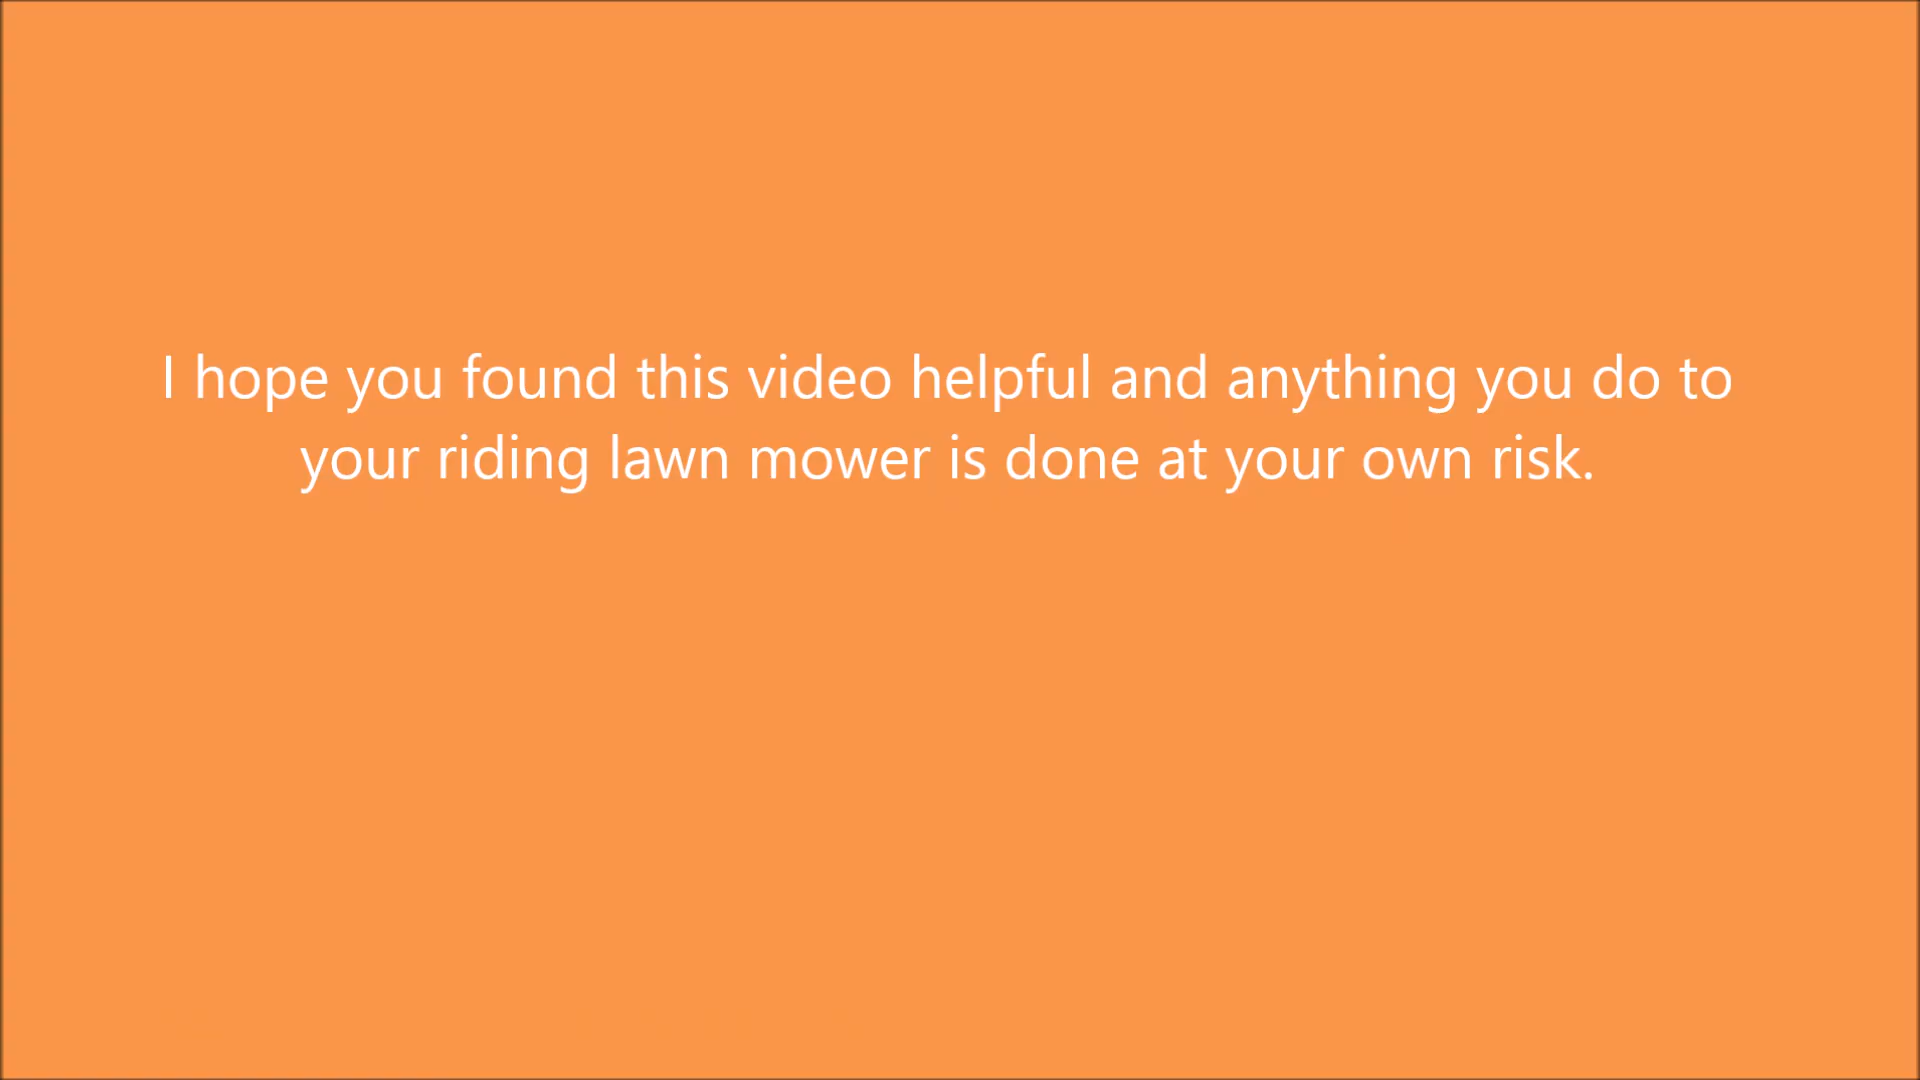 I hope you found this video helpful and anything you do to
your riding lawn mower is done at your own risk.